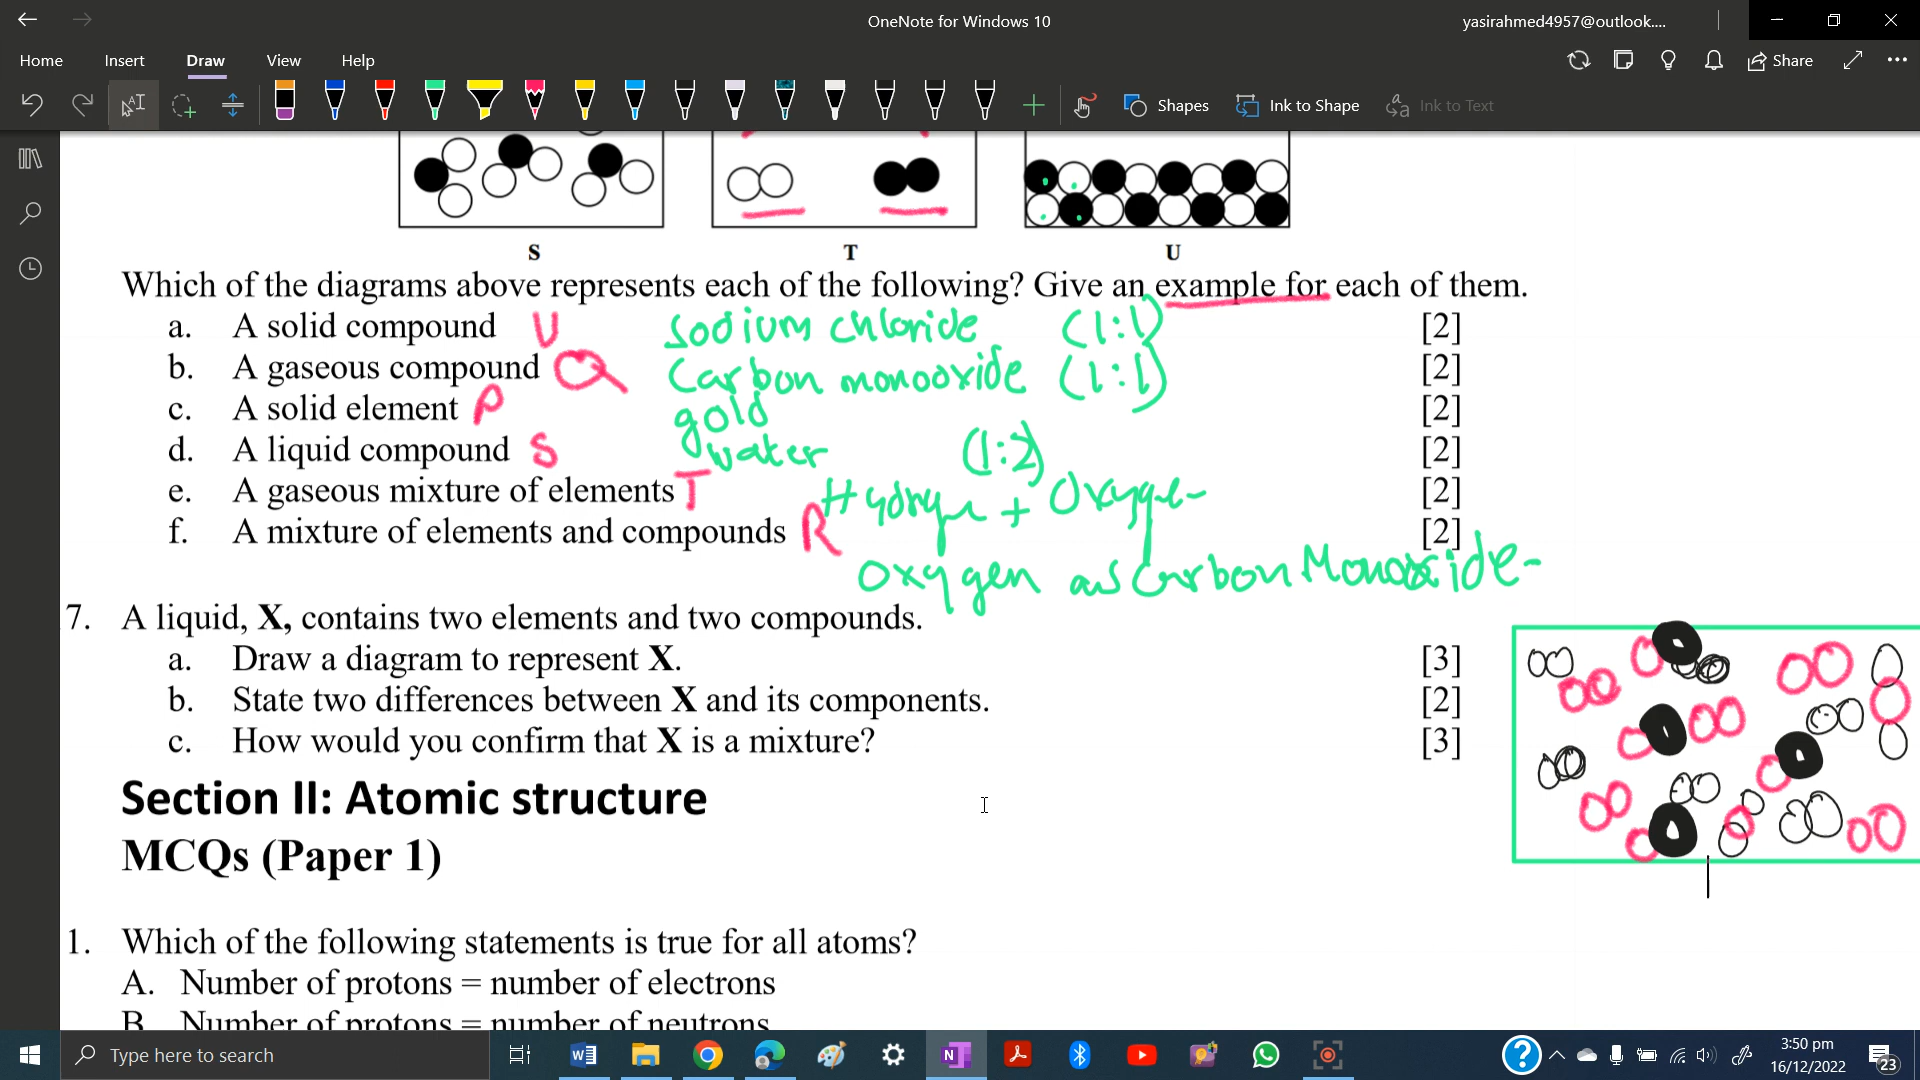 OneNote for Windows 10
yasirahmed4957@outlook....
Home Insert Draw View Help
Share
Shapes Ink to Shape Ink to Text
S T U
Which of the diagrams above represents each of the following? Give an example for each of them.
a. A solid compound U sodium chloride (1:1) [2]
b. A gaseous compound Q Carbon monooxide (1:1) [2]
c. A solid element P gold [2]
d. A liquid compound S water (1:2) [2]
e. A gaseous mixture of elements T + [2]
f. A mixture of elements and compounds R [2]
oxygen Carbon Monoxide
7. A liquid, X, contains two elements and two compounds.
a. Draw a diagram to represent X. [3]
b. State two differences between X and its components. [2]
c. How would you confirm that X is a mixture? [3]
Section II: Atomic structure
MCQs (Paper 1)
1. Which of the following statements is true for all atoms?
A. Number of protons = number of electrons
B. Number of protons = number of neutrons
Type here to search
3:50 pm
16/12/2022
23